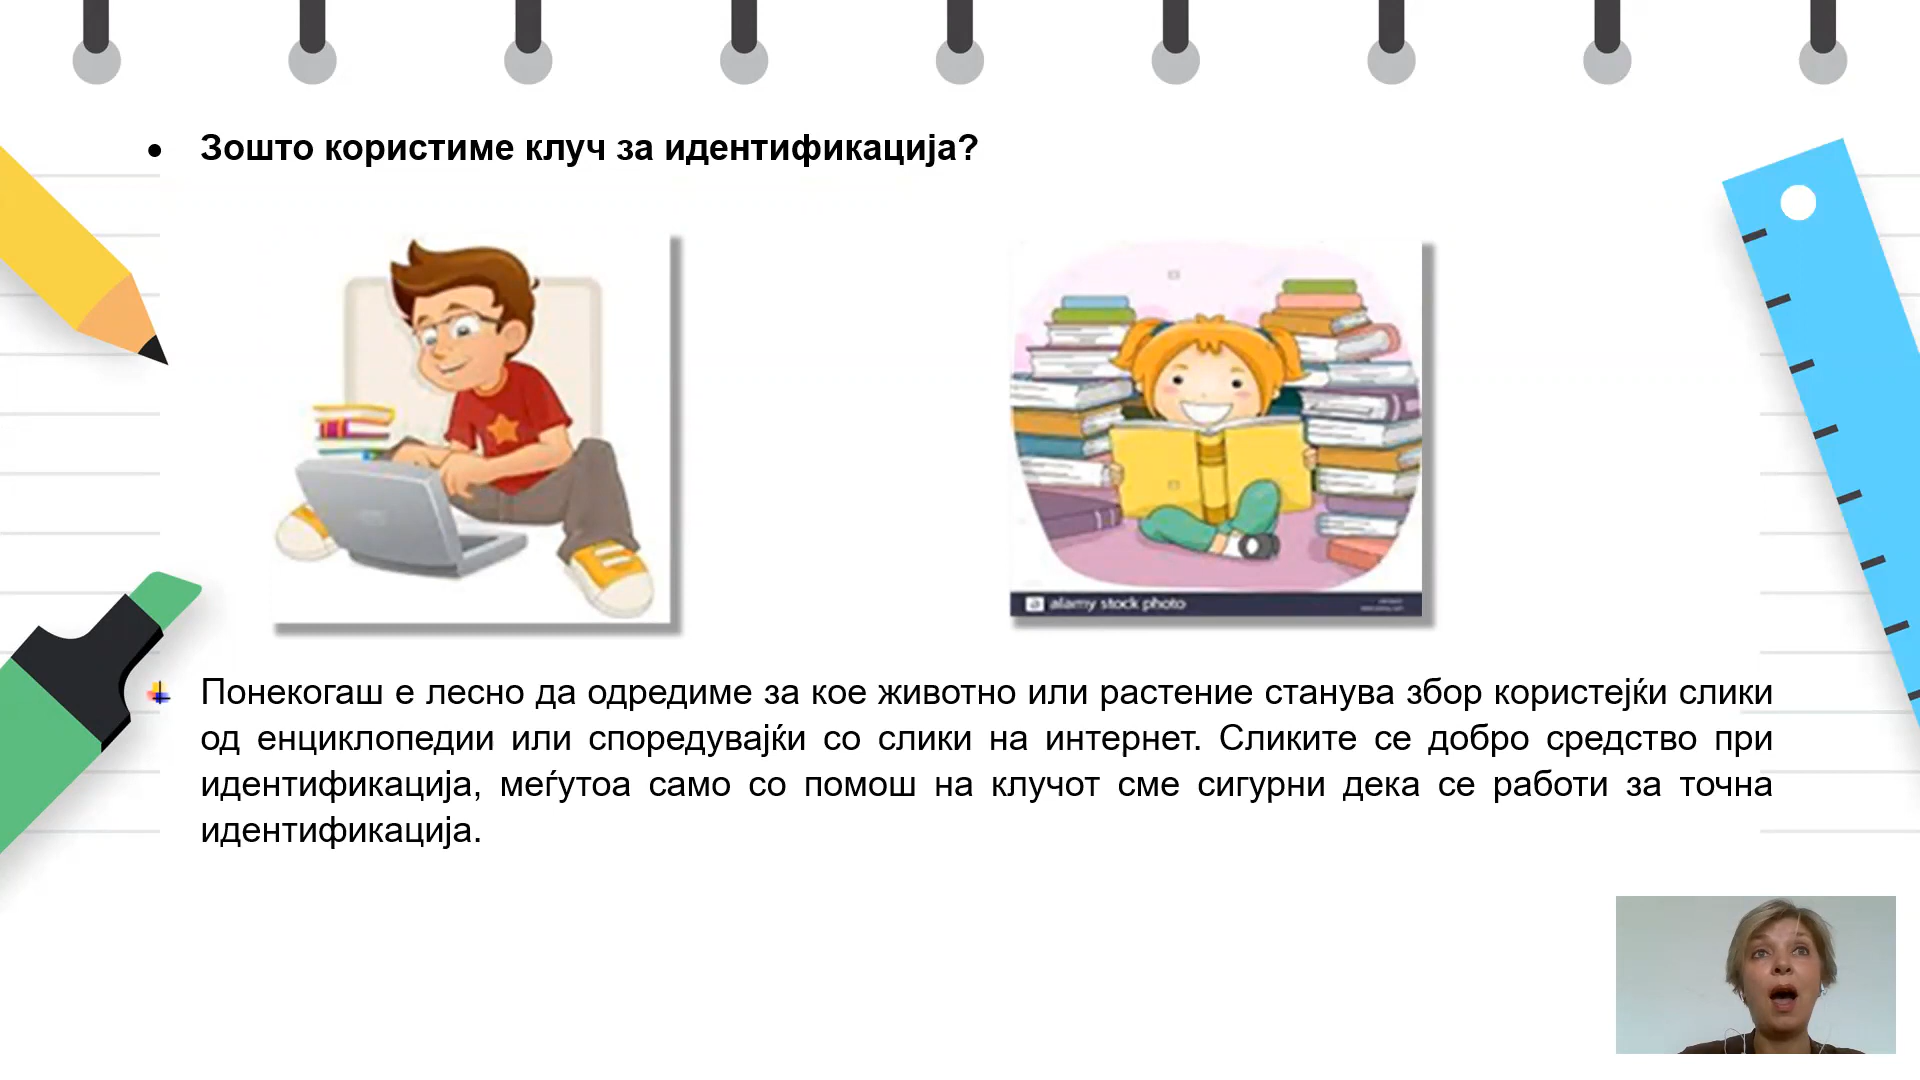 Зошто користиме клуч за идентификација?
alamy stock photo
Понекогаш е лесно да одредиме за кое животно или растение станува збор користејќи слики
од енциклопедии или споредувајќи со слики на интернет. Сликите се добро средство при
идентификација, меѓутоа само со помош на клучот сме сигурни дека се работи за точна
идентификација.